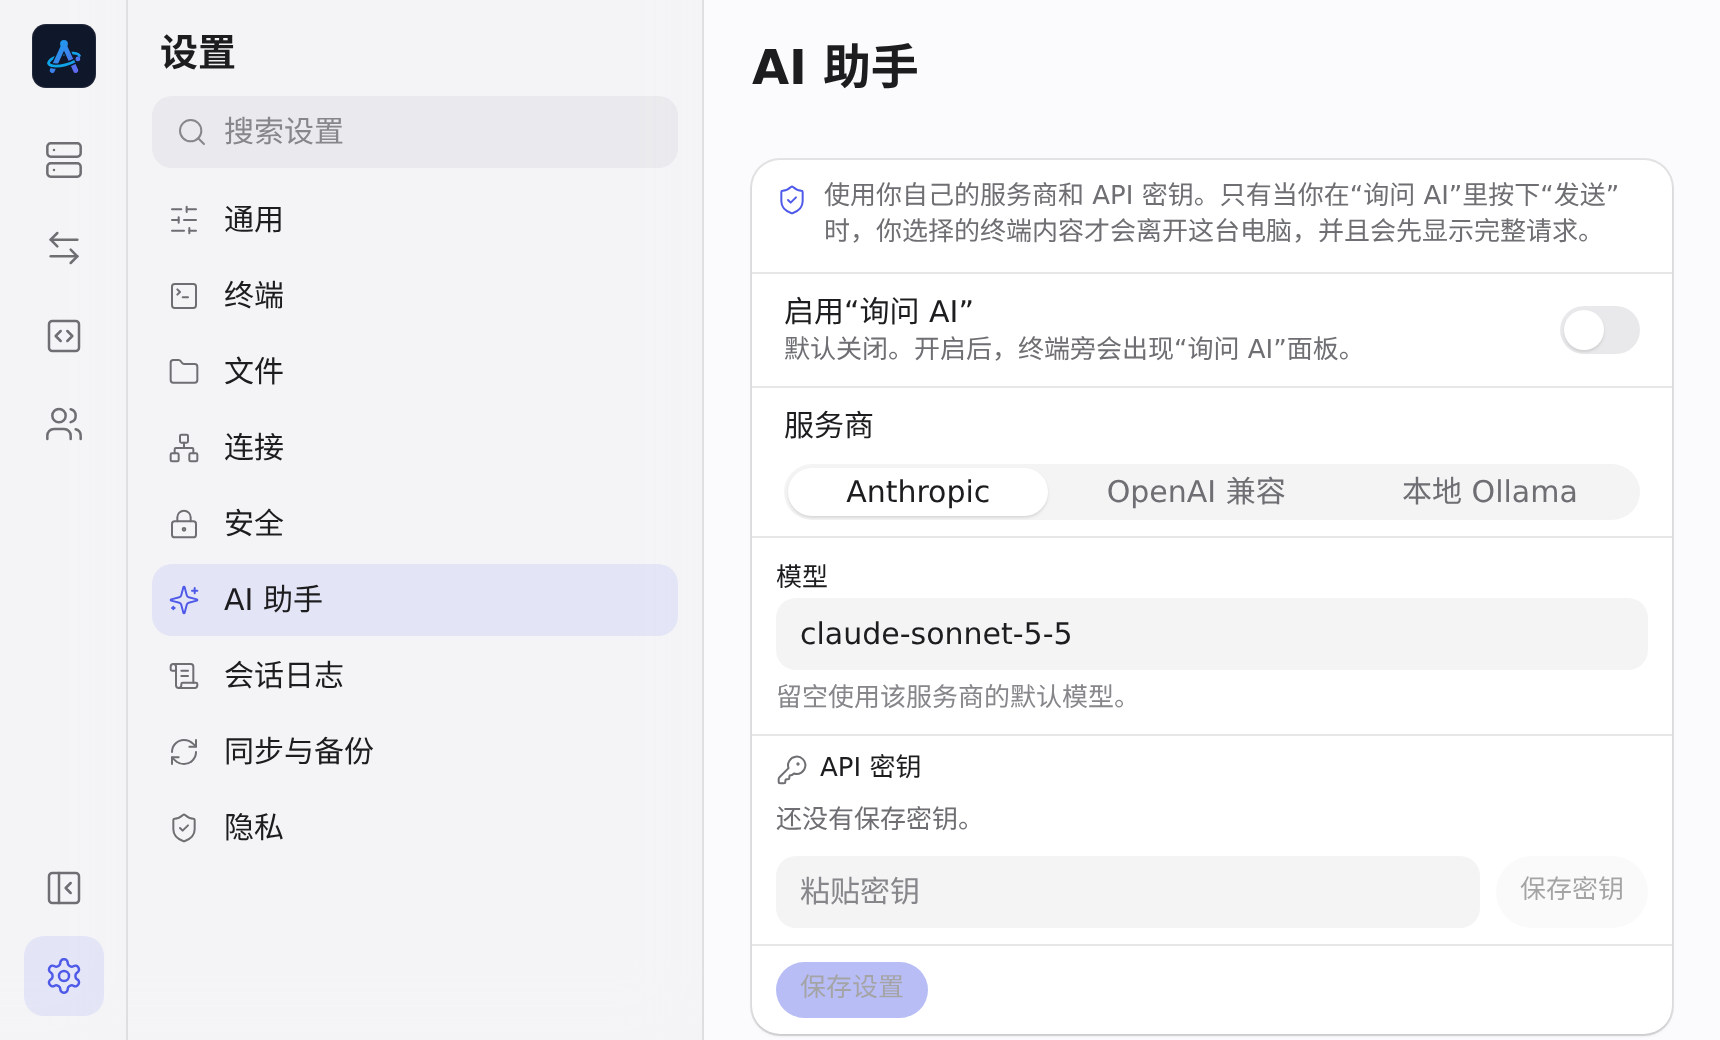 设置
搜索设置
通用
终端
文件
连接
安全
AI 助手
会话日志
同步与备份
隐私
AI 助手
使用你自己的服务商和 API 密钥。只有当你在“询问 AI”里按下“发送”
时，你选择的终端内容才会离开这台电脑，并且会先显示完整请求。
启用“询问 AI”
默认关闭。开启后，终端旁会出现“询问 AI”面板。
服务商
Anthropic
OpenAI 兼容
本地 Ollama
模型
claude-sonnet-5-5
留空使用该服务商的默认模型。
API 密钥
还没有保存密钥。
粘贴密钥
保存密钥
保存设置